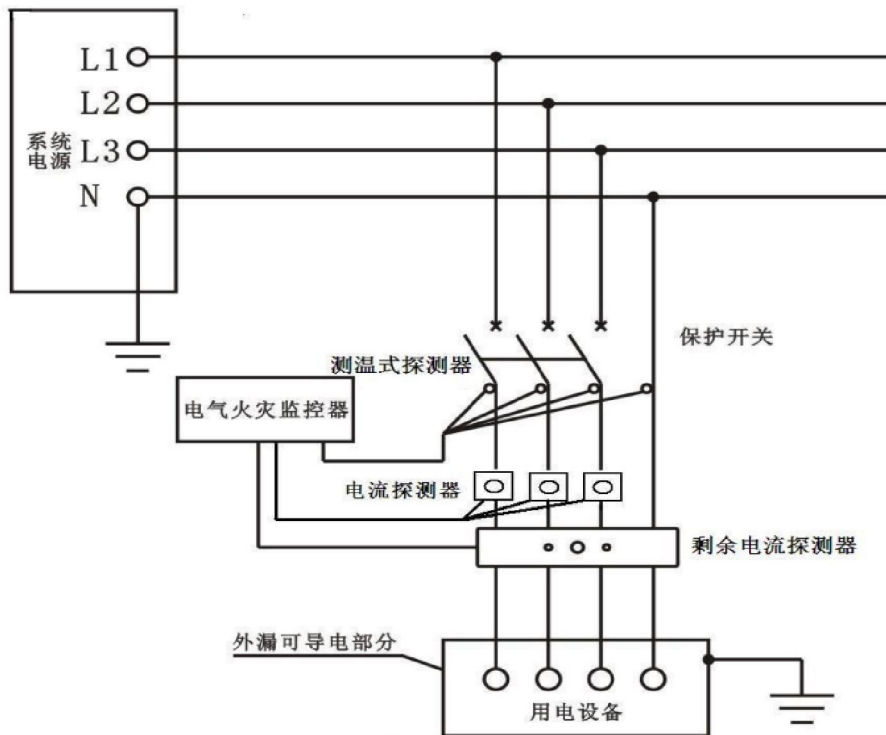 L1
L2
系统
电源
L3
N
保护开关
测温式探测器
电气火灾监控器
电流探测器
剩余电流探测器
外漏可导电部分
用电设备